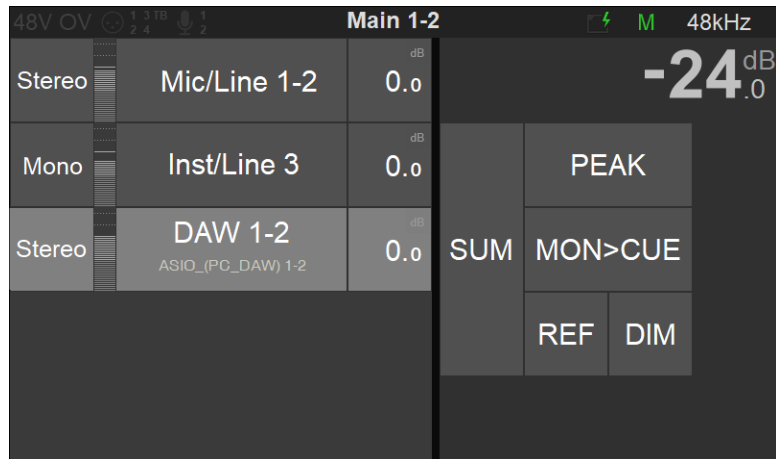 48V OV 1 3 TB 1
2 4 2
Main 1-2
M 48kHz
Stereo Mic/Line 1-2 dB 0.0
Mono Inst/Line 3 dB 0.0
Stereo DAW 1-2 dB 0.0
ASIO_(PC_DAW) 1-2
-24.0 dB
PEAK
SUM MON>CUE
REF DIM